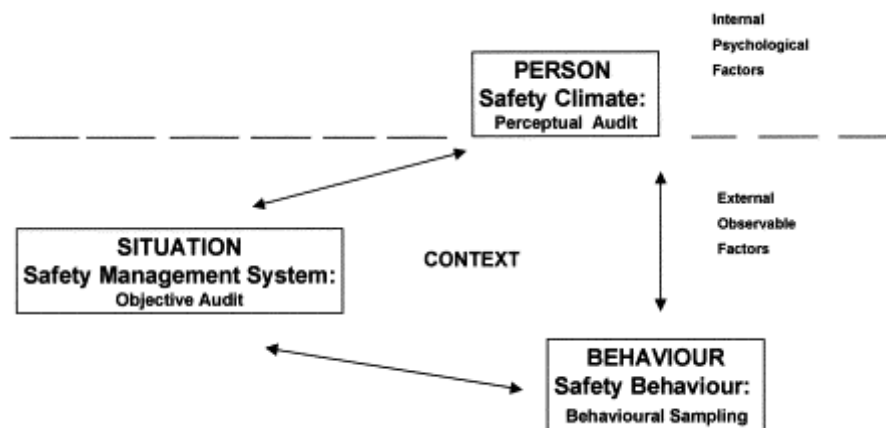 Internal
Psychological
Factors
PERSON
Safety Climate:
Perceptual Audit
External
Observable
Factors
SITUATION
Safety Management System:
Objective Audit
CONTEXT
BEHAVIOUR
Safety Behaviour:
Behavioural Sampling